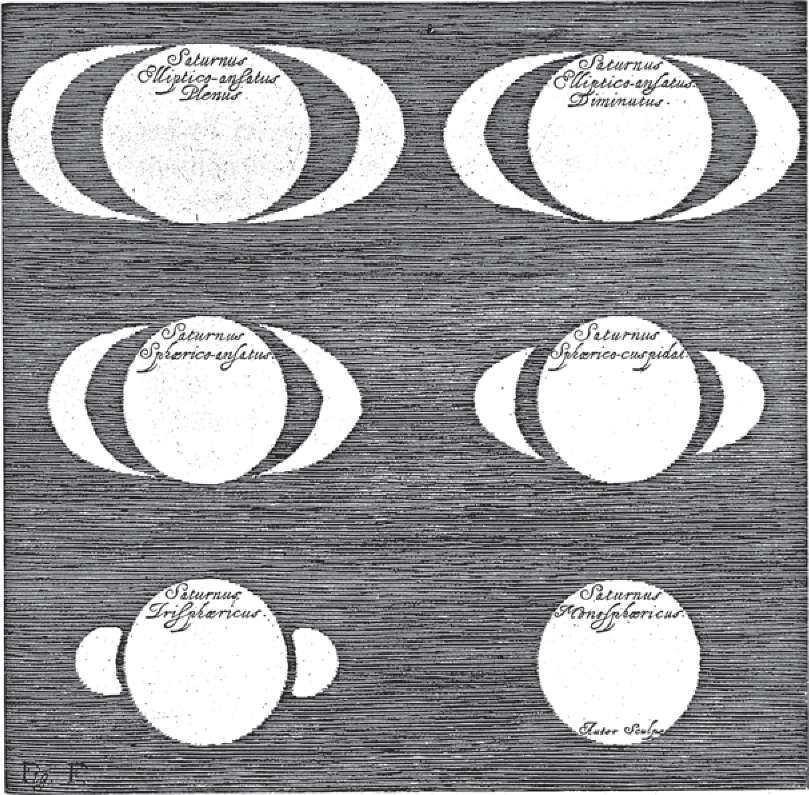 Saturnus
Elliptico-ansatus
Plenus.
Saturnus
Elliptico-ansatus.
Diminutus.
Saturnus
Sphærico-ansatus.
Saturnus
Sphærico-cuspidat.
Saturnus
Trisphæricus.
Saturnus
Monosphæricus.
Autor Sculps
Fig. F.